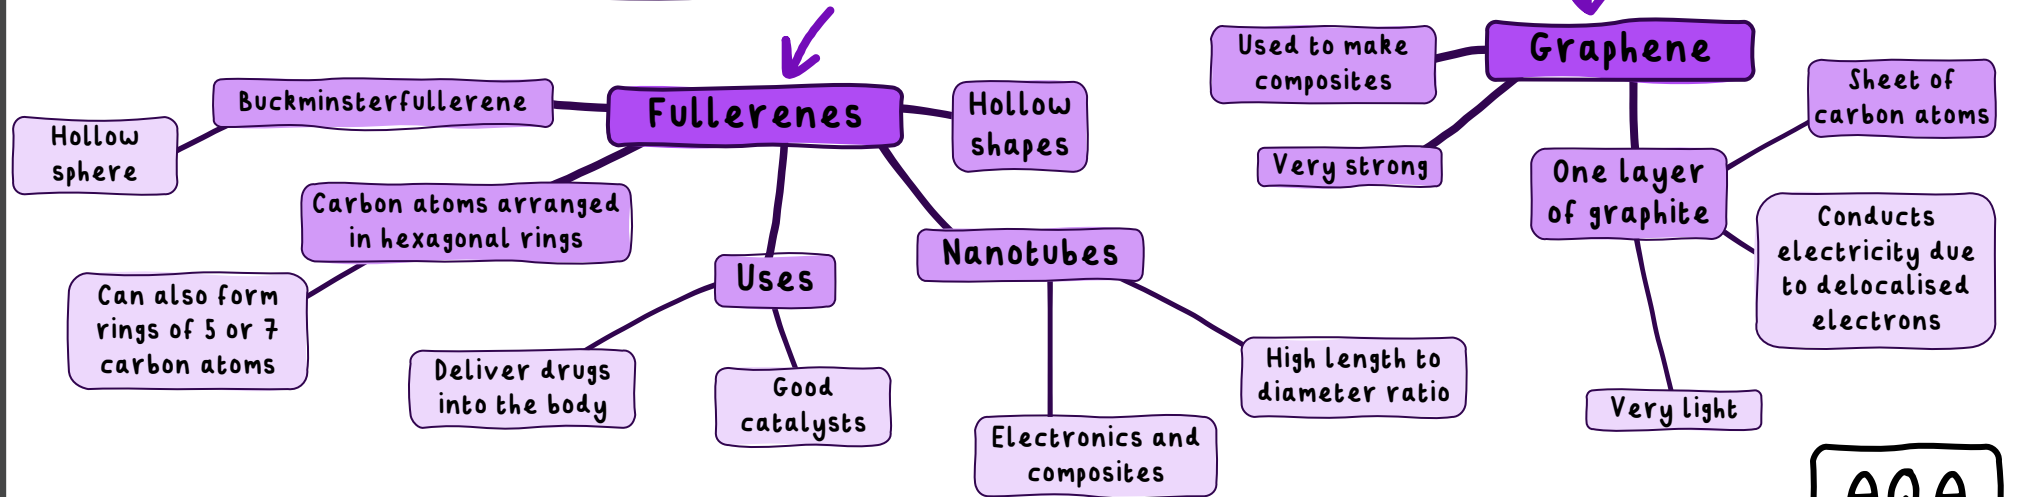 Fullerenes
Buckminsterfullerene
Hollow
sphere
Hollow
shapes
Carbon atoms arranged
in hexagonal rings
Can also form
rings of 5 or 7
carbon atoms
Uses
Deliver drugs
into the body
Good
catalysts
Nanotubes
Electronics and
composites
High length to
diameter ratio
Graphene
Used to make
composites
Very strong
One layer
of graphite
Sheet of
carbon atoms
Conducts
electricity due
to delocalised
electrons
Very light